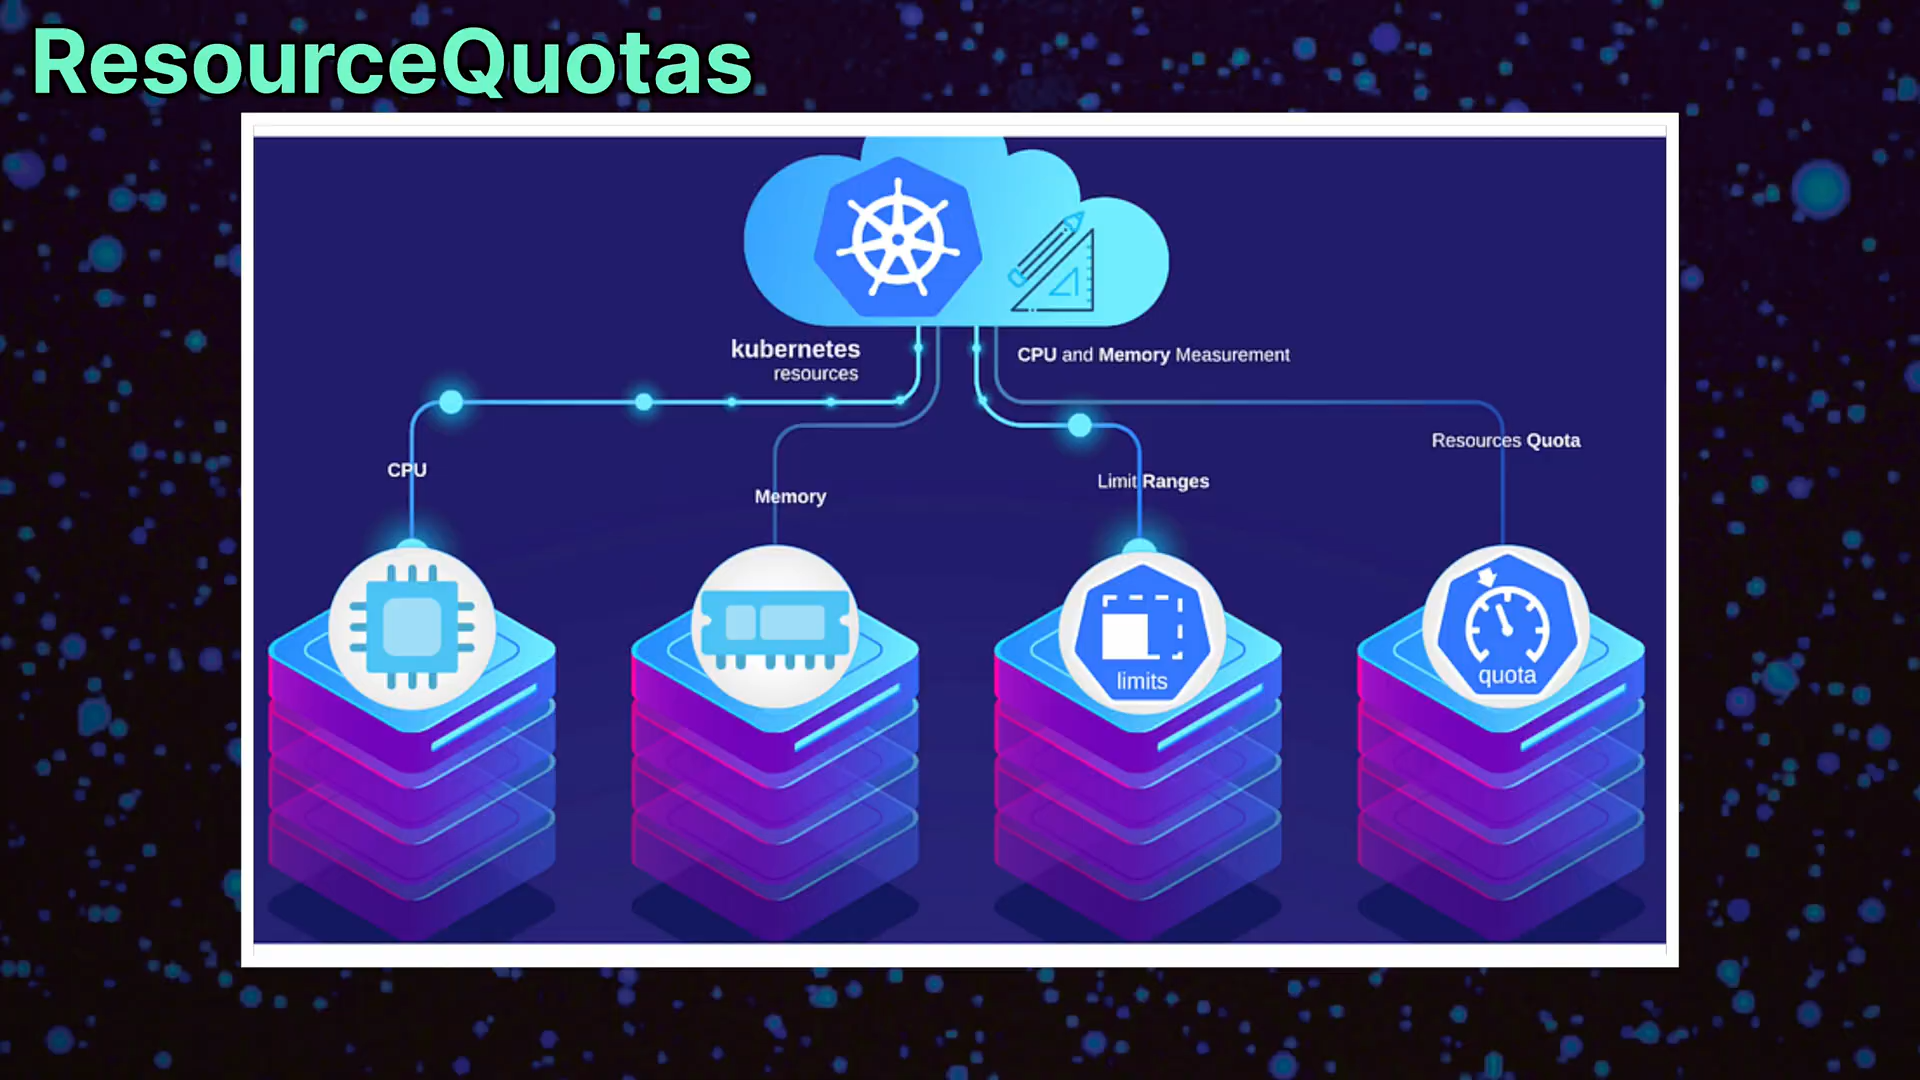 ResourceQuotas
kubernetes
resources
CPU and Memory Measurement
CPU
Memory
Limit Ranges
Resources Quota
limits
quota